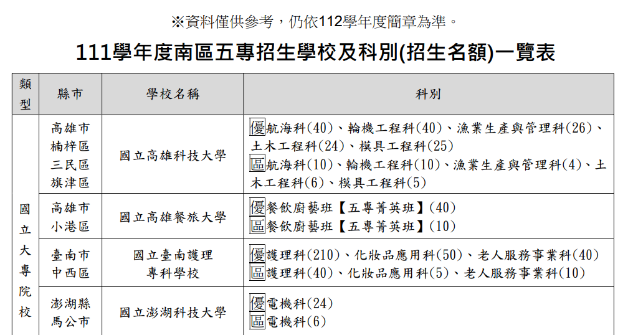 ※資料僅供參考，仍依112學年度簡章為準。
111學年度南區五專招生學校及科別(招生名額)一覽表
類型 縣市 學校名稱 科別
國立大專院校
高雄市
楠梓區
三民區
旗津區
國立高雄科技大學
優航海科(40)、輪機工程科(40)、漁業生產與管理科(26)、
土木工程科(24)、模具工程科(25)
區航海科(10)、輪機工程科(10)、漁業生產與管理科(4)、土
木工程科(6)、模具工程科(5)
高雄市
小港區
國立高雄餐旅大學
優餐飲廚藝班【五專菁英班】(40)
區餐飲廚藝班【五專菁英班】(10)
臺南市
中西區
國立臺南護理
專科學校
優護理科(210)、化妝品應用科(50)、老人服務事業科(40)
區護理科(40)、化妝品應用科(5)、老人服務事業科(10)
澎湖縣
馬公市
國立澎湖科技大學
優電機科(24)
區電機科(6)